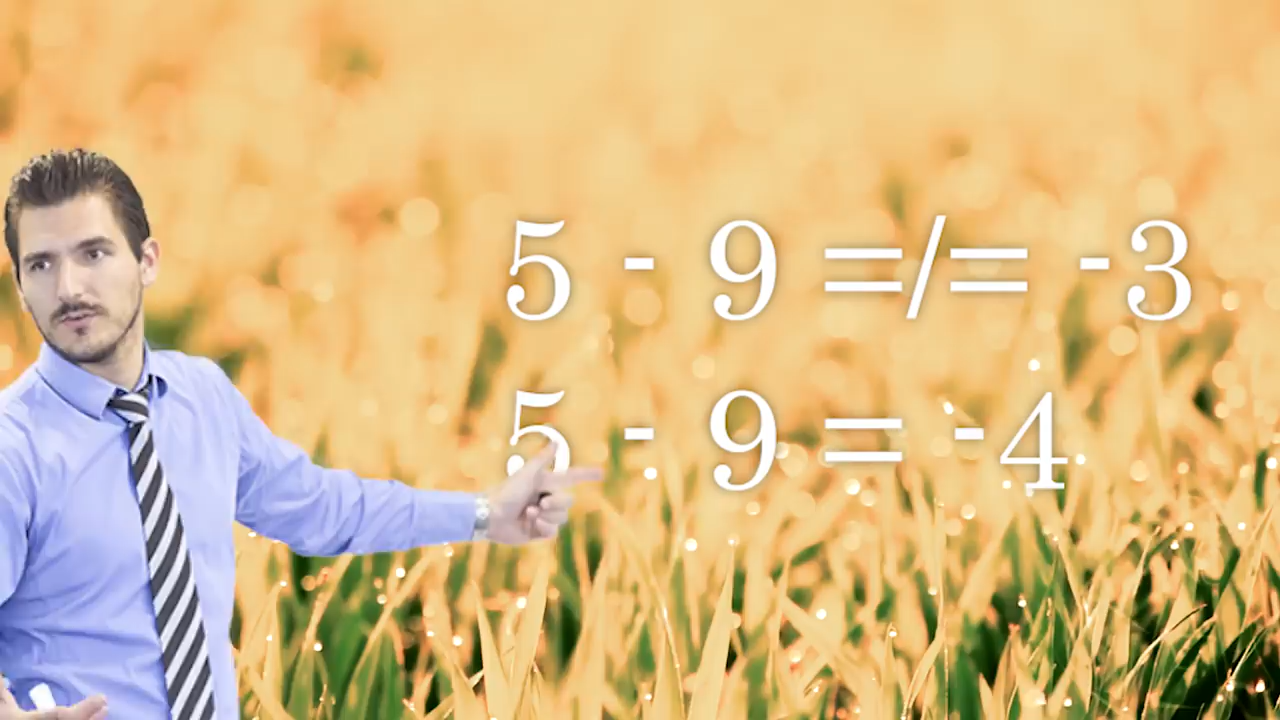 5 - 9 =/= -3
5 - 9 = -4